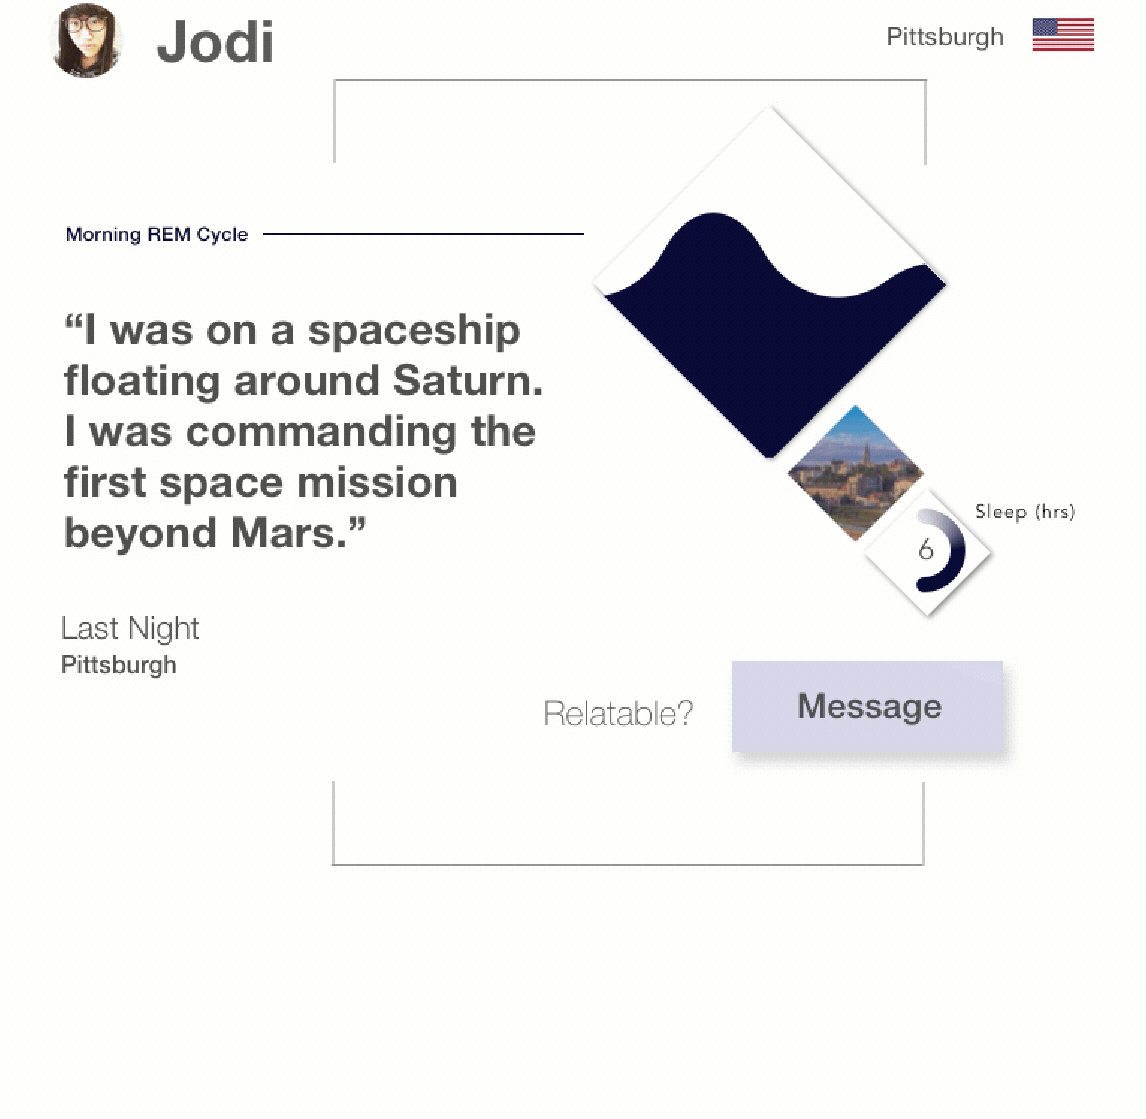 Jodi
Pittsburgh
Morning REM Cycle
“I was on a spaceship
floating around Saturn.
I was commanding the
first space mission
beyond Mars.”
Sleep (hrs)
6
Last Night
Pittsburgh
Relatable?
Message